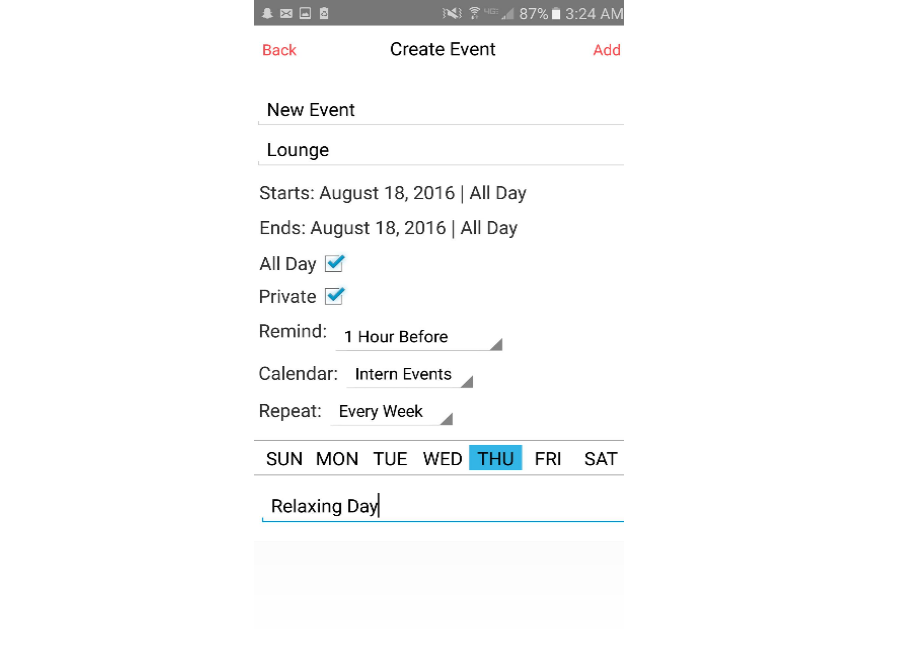 87% 3:24 AM
Back Create Event Add
New Event
Lounge
Starts: August 18, 2016 | All Day
Ends: August 18, 2016 | All Day
All Day
Private
Remind: 1 Hour Before
Calendar: Intern Events
Repeat: Every Week
SUN MON TUE WED THU FRI SAT
Relaxing Day